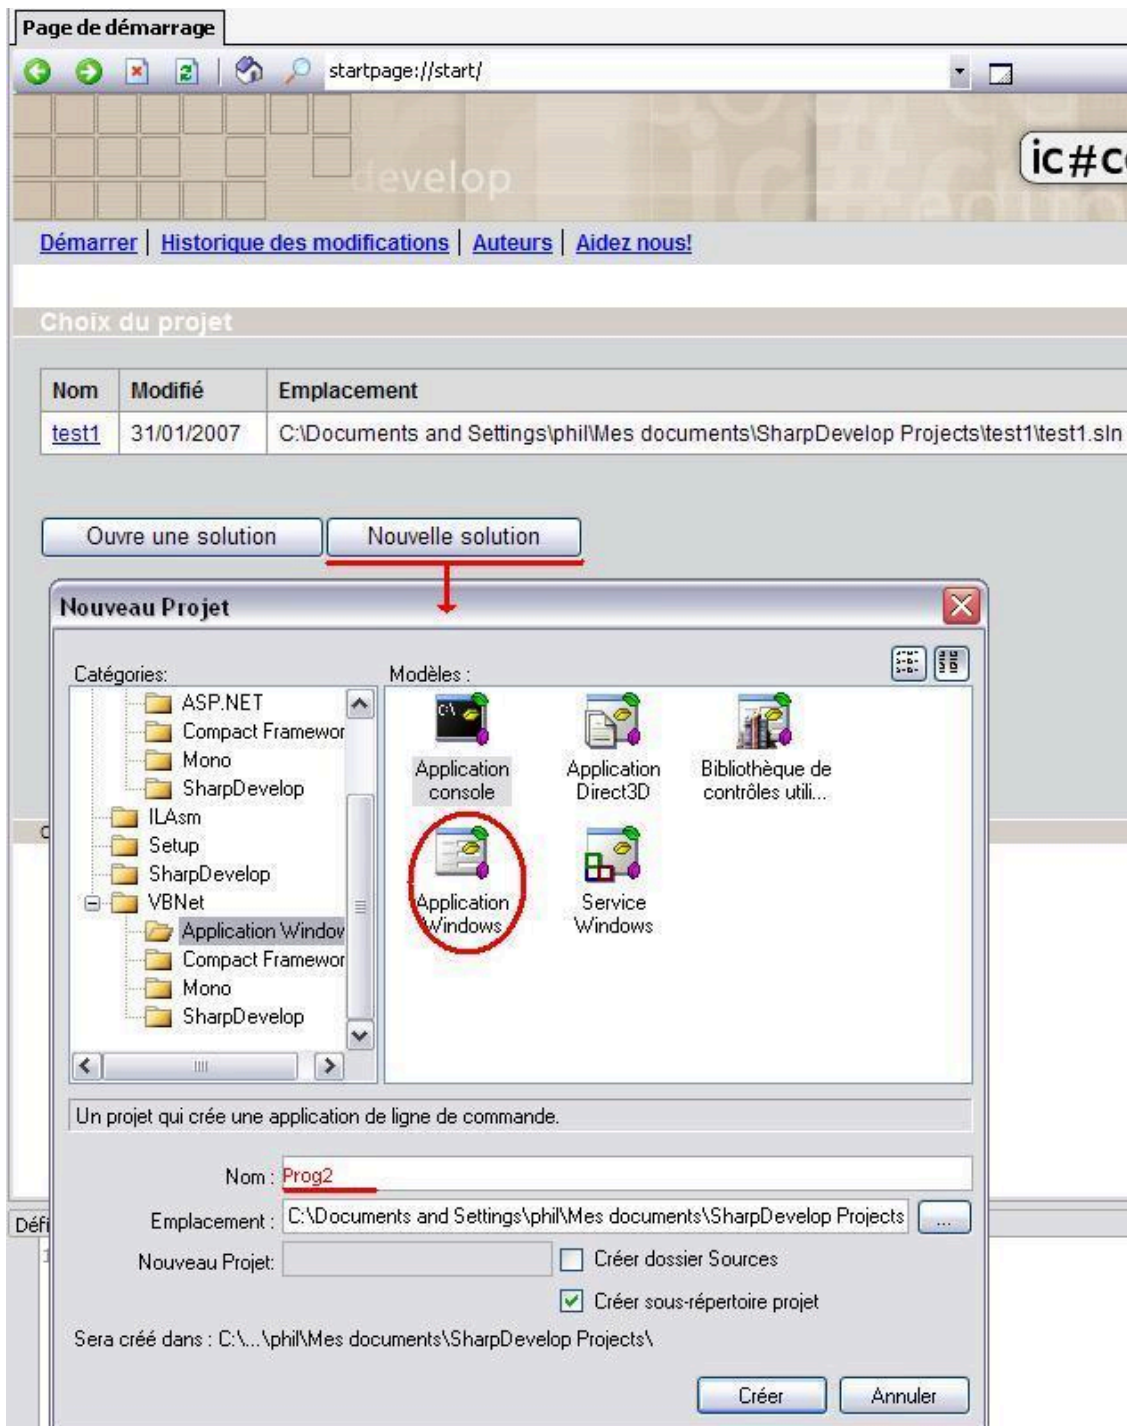 Page de démarrage
startpage://start/
develop
ic#c
Démarrer | Historique des modifications | Auteurs | Aidez nous!
Choix du projet
Nom Modifié Emplacement
test1 31/01/2007 C:\Documents and Settings\phil\Mes documents\SharpDevelop Projects\test1\test1.sln
Ouvre une solution Nouvelle solution
Nouveau Projet
Catégories: Modèles :
ASP.NET
Compact Framewor
Mono
SharpDevelop
ILAsm
Setup
SharpDevelop
VBNet
Application Window
Compact Framewor
Mono
SharpDevelop
Application console
Application Direct3D
Bibliothèque de contrôles utili...
Application Windows
Service Windows
Un projet qui crée une application de ligne de commande.
Nom : Prog2
Emplacement : C:\Documents and Settings\phil\Mes documents\SharpDevelop Projects ...
Nouveau Projet: Créer dossier Sources
Créer sous-répertoire projet
Sera créé dans : C:\...\phil\Mes documents\SharpDevelop Projects\
Créer Annuler
Défi